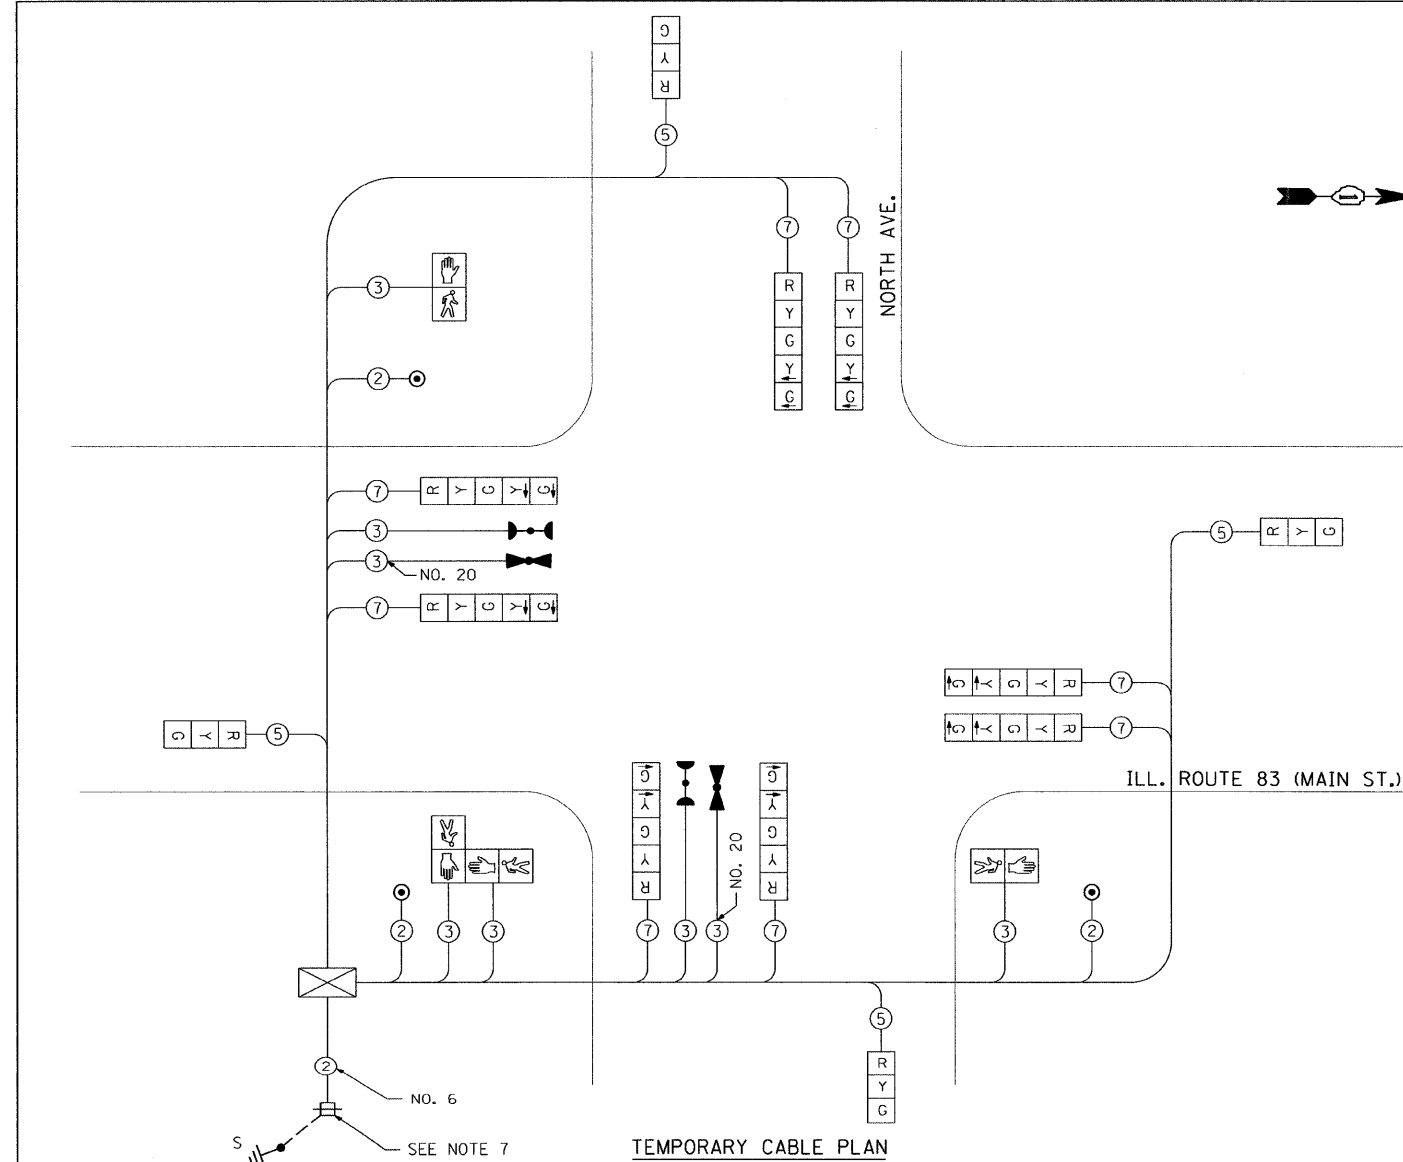 G
Y
R
5
7 7
NORTH AVE.
R
Y
G
Y
G
R
Y
G
Y
G
3
2
7 R Y G Y G
3
3
NO. 20
7 R Y G Y G
5 R Y G
G Y G Y R 7
G Y G Y R 7
G Y R 5
ILL. ROUTE 83 (MAIN ST.)
G
Y
G
Y
R
G
Y
G
Y
R
NO. 20
2 3 3 7 3 3 7 3 2
5
R
Y
G
2
NO. 6
S
SEE NOTE 7
TEMPORARY CABLE PLAN